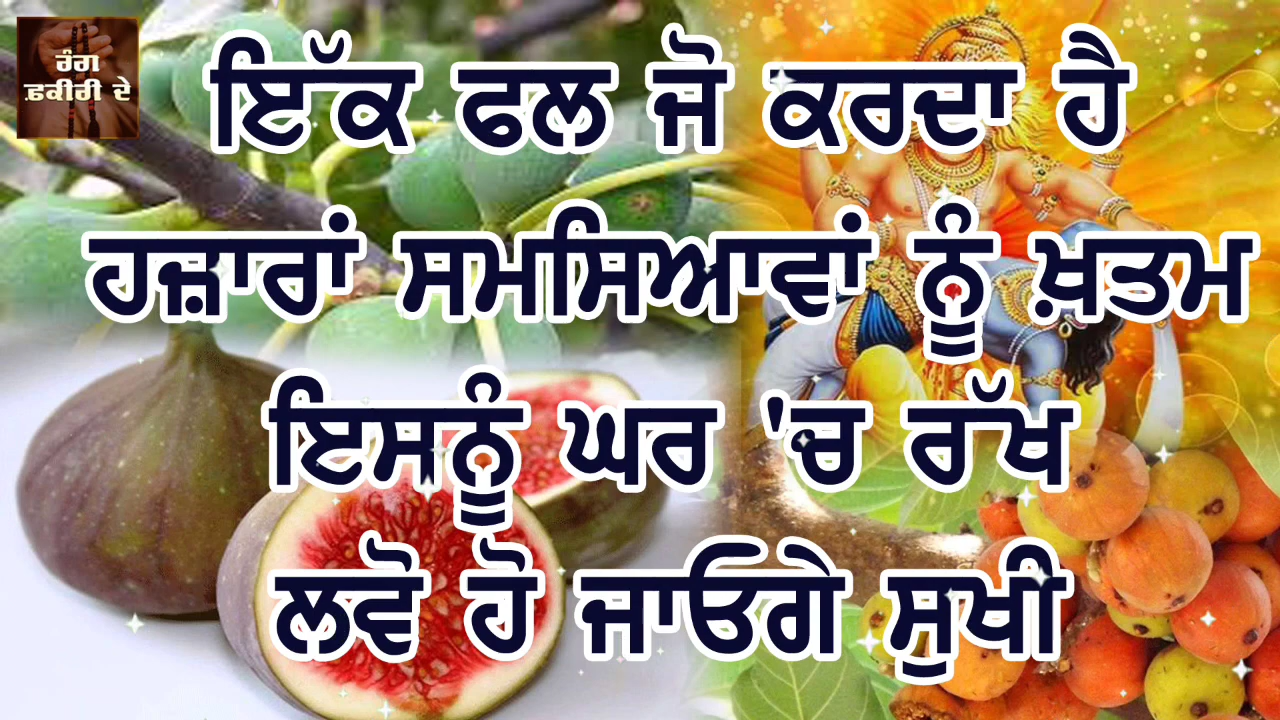 ਰੰਗ
ਫ਼ਕੀਰੀ ਦੇ
ਇੱਕ ਫਲ ਜੋ ਕਰਦਾ ਹੈ
ਹਜ਼ਾਰਾਂ ਸਮਸਿਆਵਾਂ ਨੂੰ ਖ਼ਤਮ
ਇਸਨੂੰ ਘਰ 'ਚ ਰੱਖ
ਲਵੋ ਹੋ ਜਾਓਗੇ ਸੁਖੀ